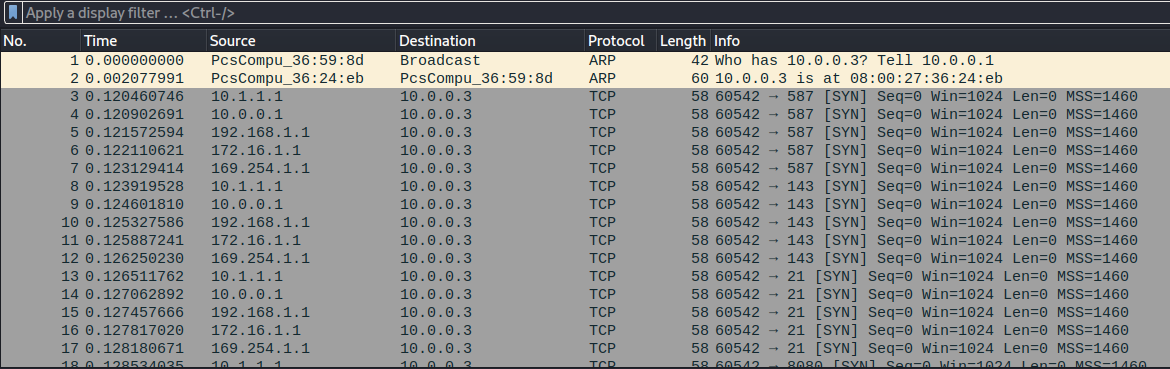 Apply a display filter … <Ctrl-/>
No. Time Source Destination Protocol Length Info
1 0.000000000 PcsCompu_36:59:8d Broadcast ARP 42 Who has 10.0.0.3? Tell 10.0.0.1
2 0.002077991 PcsCompu_36:24:eb PcsCompu_36:59:8d ARP 60 10.0.0.3 is at 08:00:27:36:24:eb
3 0.120460746 10.1.1.1 10.0.0.3 TCP 58 60542 → 587 [SYN] Seq=0 Win=1024 Len=0 MSS=1460
4 0.120902691 10.0.0.1 10.0.0.3 TCP 58 60542 → 587 [SYN] Seq=0 Win=1024 Len=0 MSS=1460
5 0.121572594 192.168.1.1 10.0.0.3 TCP 58 60542 → 587 [SYN] Seq=0 Win=1024 Len=0 MSS=1460
6 0.122110621 172.16.1.1 10.0.0.3 TCP 58 60542 → 587 [SYN] Seq=0 Win=1024 Len=0 MSS=1460
7 0.123129414 169.254.1.1 10.0.0.3 TCP 58 60542 → 587 [SYN] Seq=0 Win=1024 Len=0 MSS=1460
8 0.123919528 10.1.1.1 10.0.0.3 TCP 58 60542 → 143 [SYN] Seq=0 Win=1024 Len=0 MSS=1460
9 0.124601810 10.0.0.1 10.0.0.3 TCP 58 60542 → 143 [SYN] Seq=0 Win=1024 Len=0 MSS=1460
10 0.125327586 192.168.1.1 10.0.0.3 TCP 58 60542 → 143 [SYN] Seq=0 Win=1024 Len=0 MSS=1460
11 0.125887241 172.16.1.1 10.0.0.3 TCP 58 60542 → 143 [SYN] Seq=0 Win=1024 Len=0 MSS=1460
12 0.126250230 169.254.1.1 10.0.0.3 TCP 58 60542 → 143 [SYN] Seq=0 Win=1024 Len=0 MSS=1460
13 0.126511762 10.1.1.1 10.0.0.3 TCP 58 60542 → 21 [SYN] Seq=0 Win=1024 Len=0 MSS=1460
14 0.127062892 10.0.0.1 10.0.0.3 TCP 58 60542 → 21 [SYN] Seq=0 Win=1024 Len=0 MSS=1460
15 0.127457666 192.168.1.1 10.0.0.3 TCP 58 60542 → 21 [SYN] Seq=0 Win=1024 Len=0 MSS=1460
16 0.127817020 172.16.1.1 10.0.0.3 TCP 58 60542 → 21 [SYN] Seq=0 Win=1024 Len=0 MSS=1460
17 0.128180671 169.254.1.1 10.0.0.3 TCP 58 60542 → 21 [SYN] Seq=0 Win=1024 Len=0 MSS=1460
18 0.128534035 10.1.1.1 10.0.0.3 TCP 58 60542 → 8080 [SYN] Seq=0 Win=1024 Len=0 MSS=1460